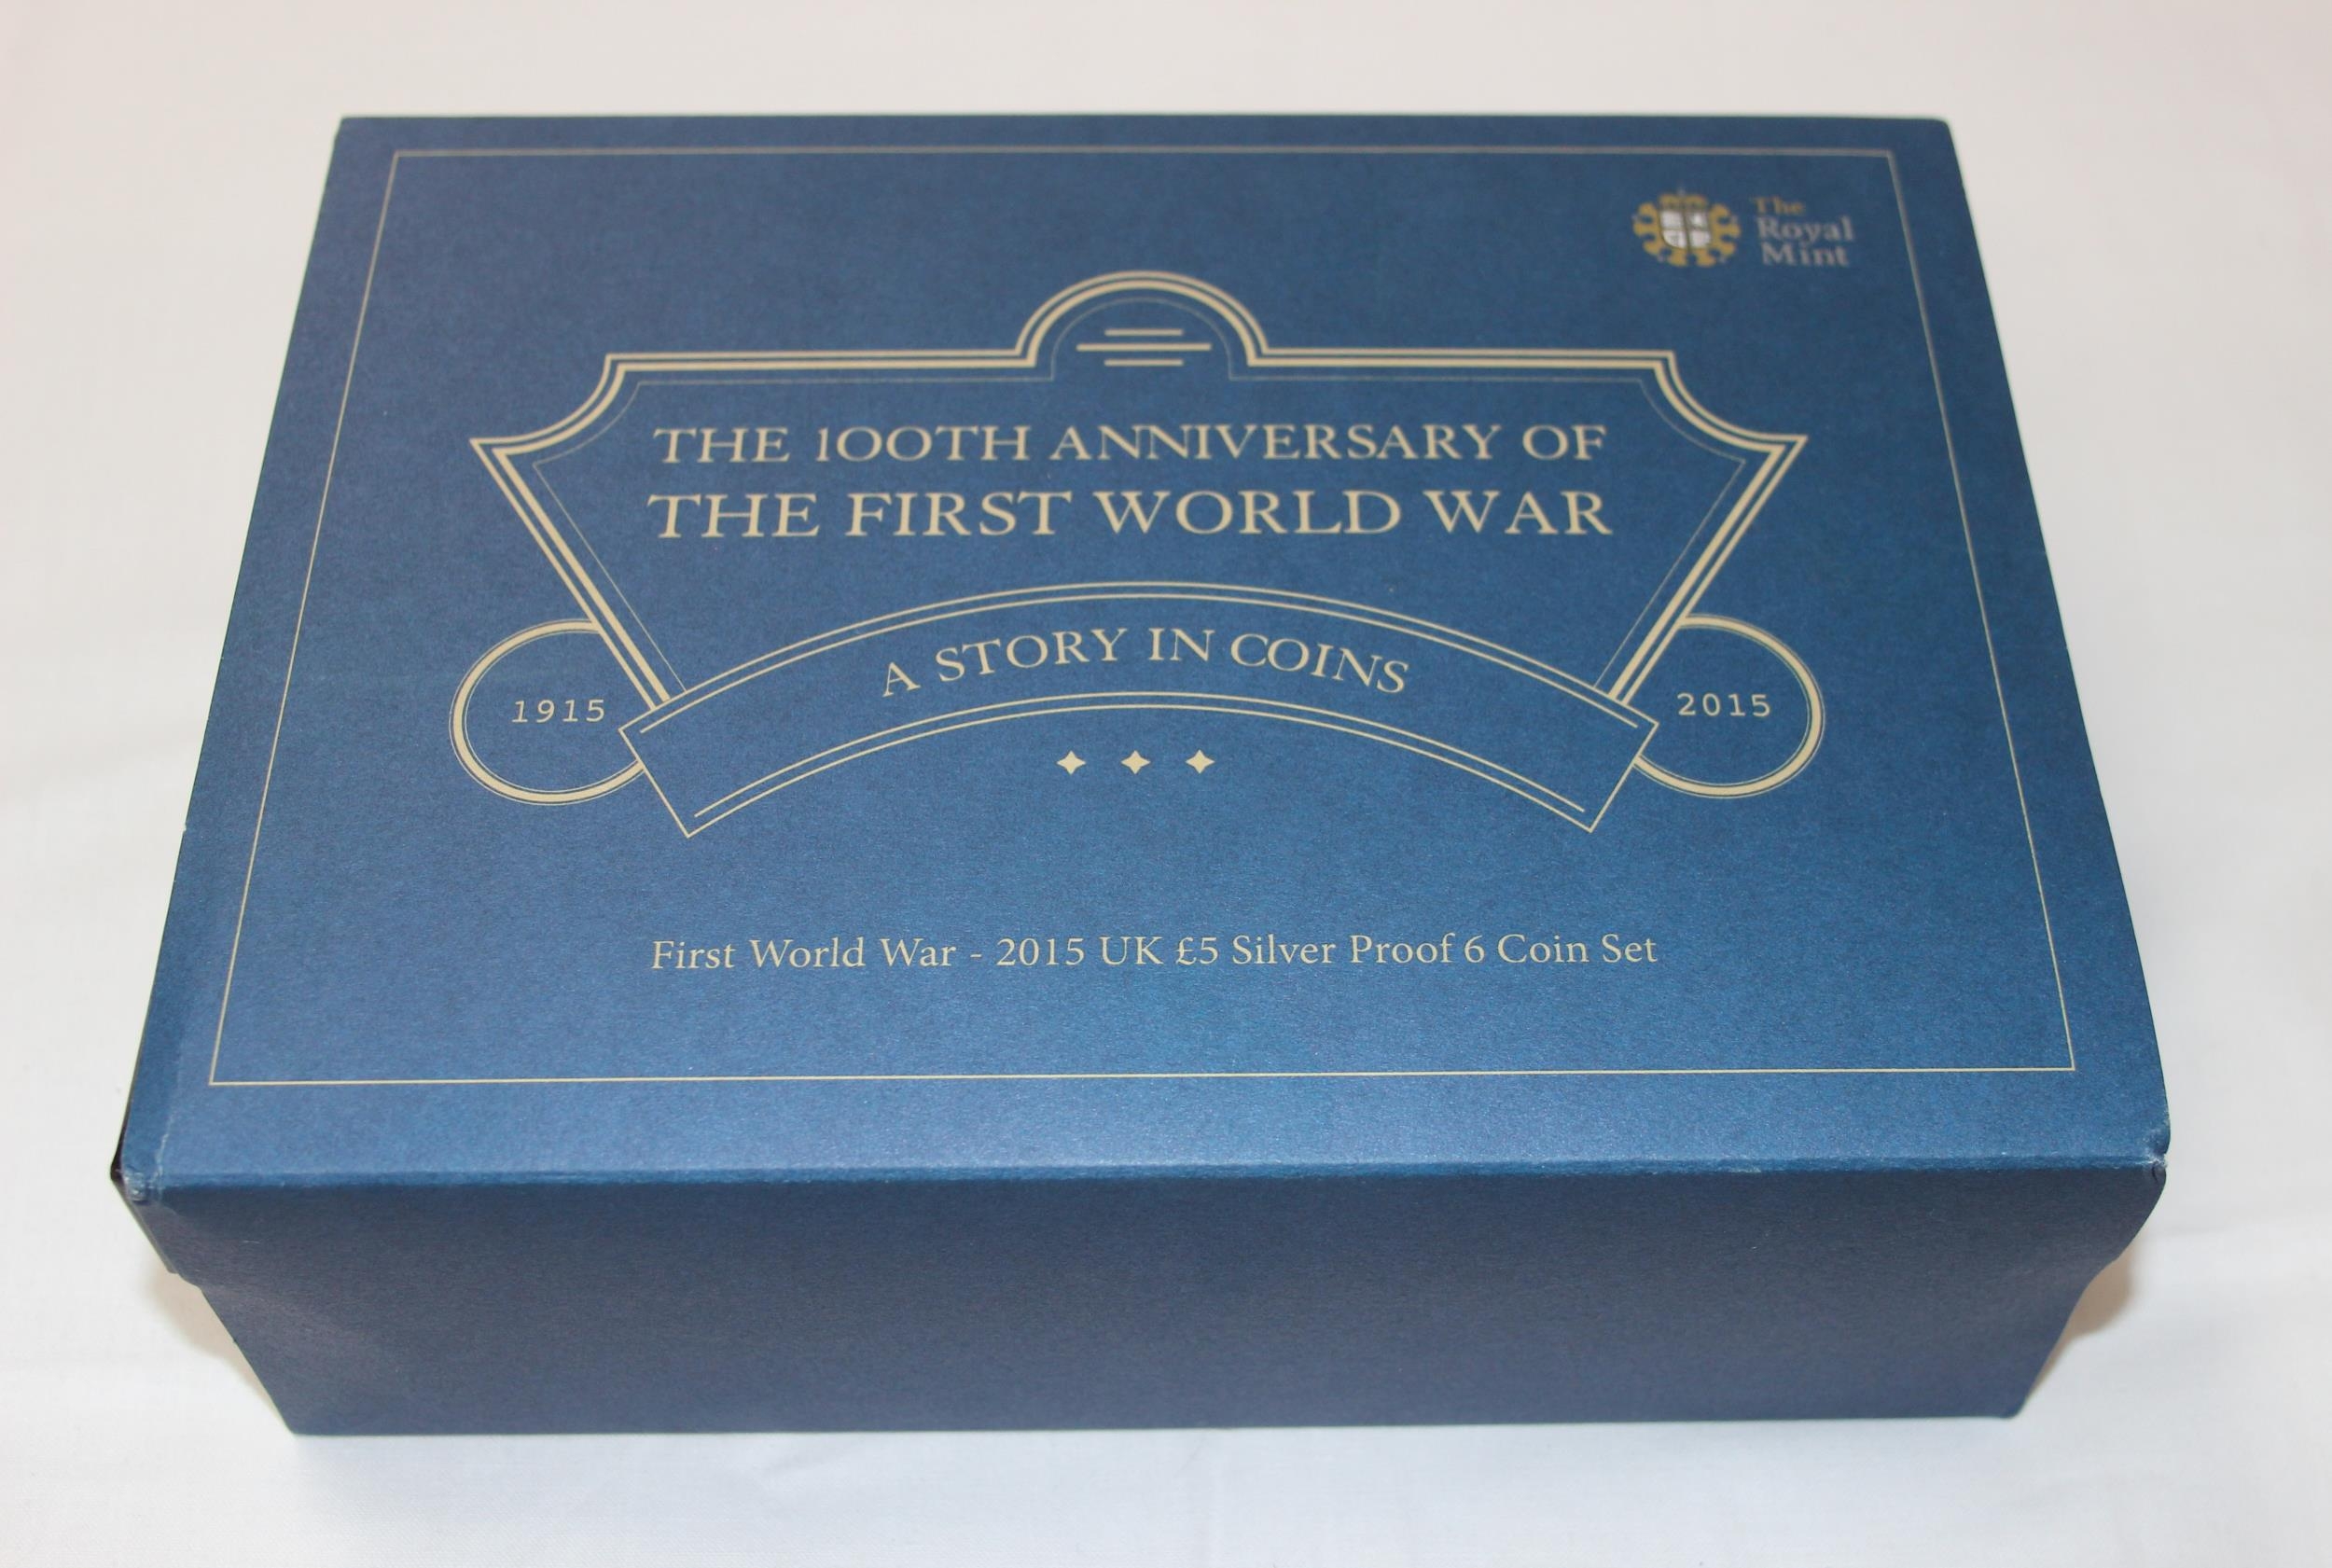 The
Royal
Mint
THE 100TH ANNIVERSARY OF
THE FIRST WORLD WAR
A STORY IN COINS
1915
2015
First World War - 2015 UK £5 Silver Proof 6 Coin Set